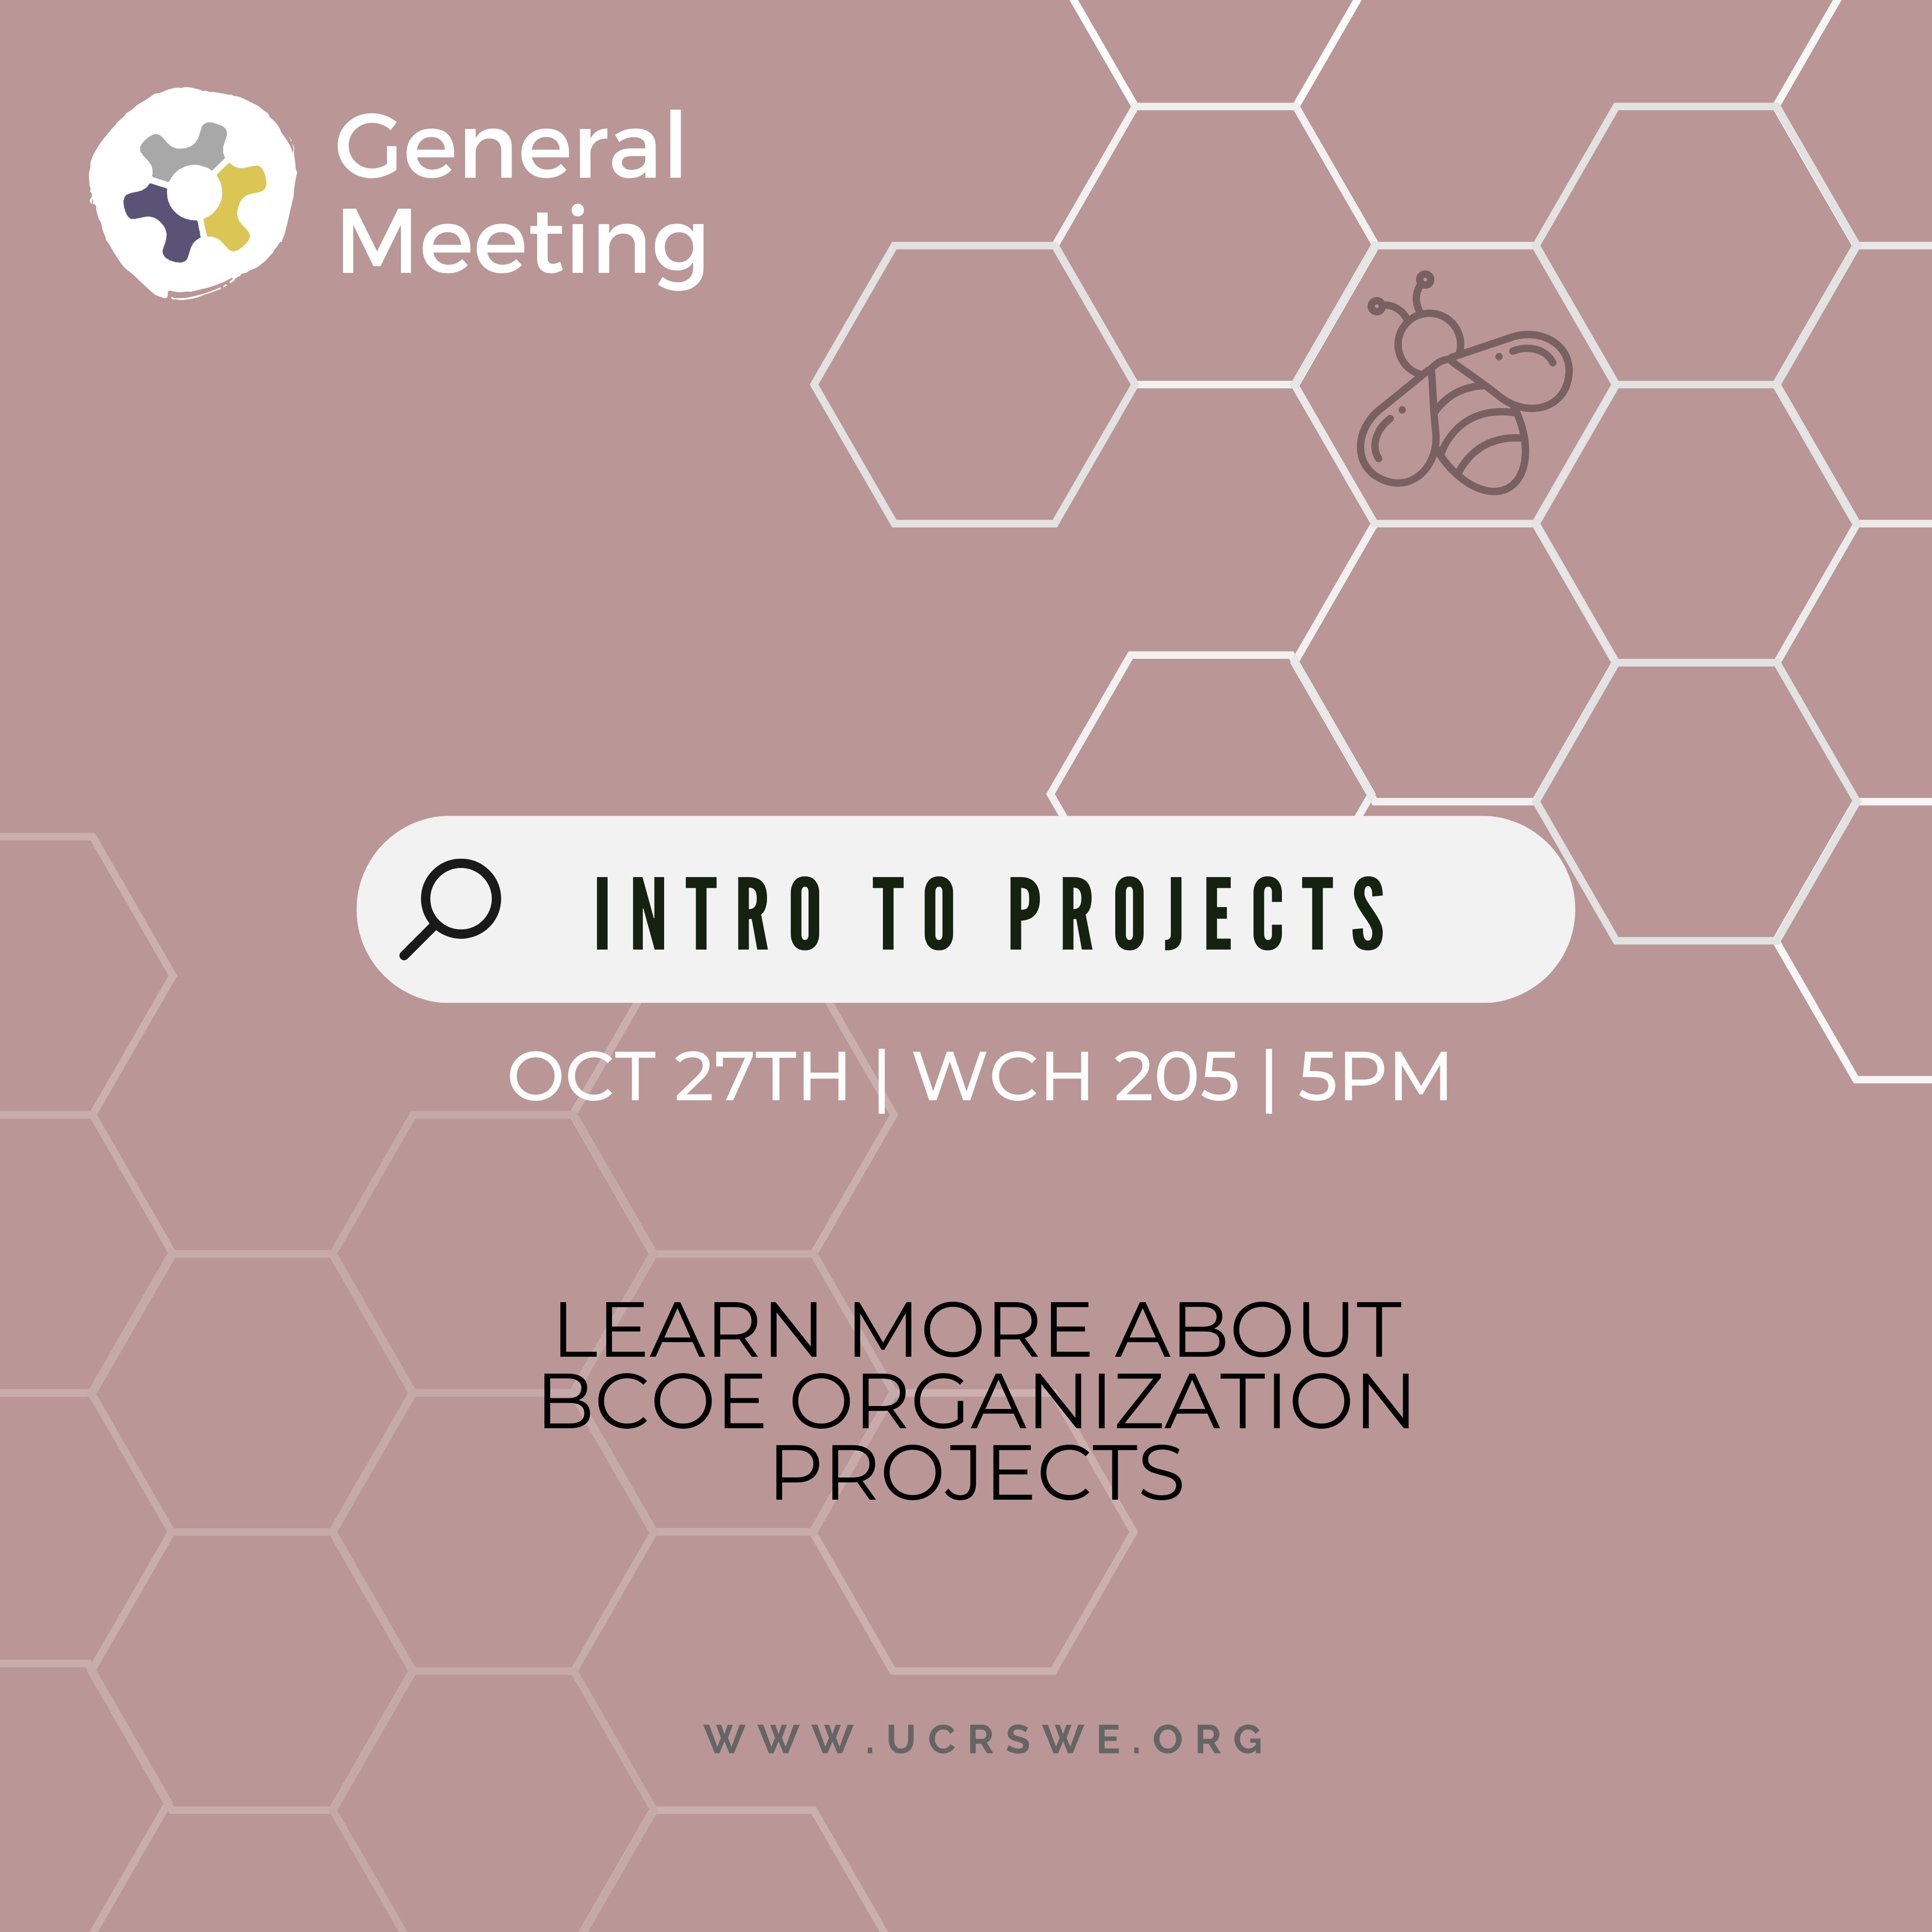 General
Meeting
INTRO TO PROJECTS
OCT 27TH | WCH 205 | 5PM
LEARN MORE ABOUT
BCOE ORGANIZATION
PROJECTS
WWW.UCRSWE.ORG